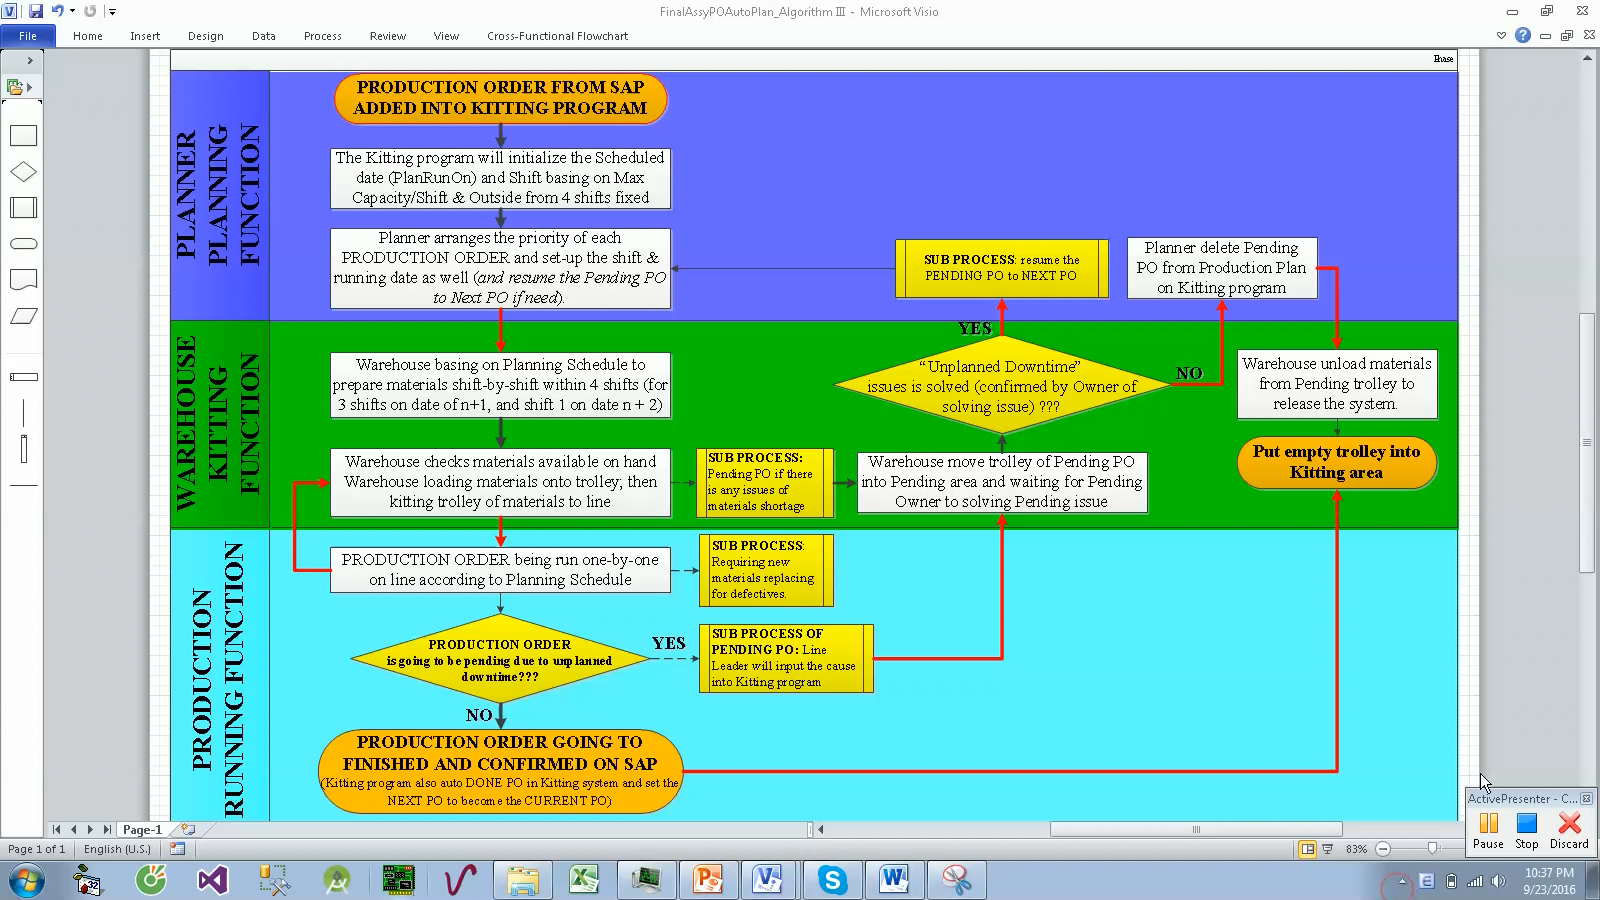 FinalAssyPOAutoPlan_Algorithm III - Microsoft Visio
File Home Insert Design Data Process Review View Cross-Functional Flowchart
Phase
PLANNER
PLANNING
FUNCTION
PRODUCTION ORDER FROM SAP
ADDED INTO KITTING PROGRAM
The Kitting program will initialize the Scheduled
date (PlanRunOn) and Shift basing on Max
Capacity/Shift & Outside from 4 shifts fixed
Planner arranges the priority of each
PRODUCTION ORDER and set-up the shift &
running date as well (and resume the Pending PO
to Next PO if need).
SUB PROCESS: resume the
PENDING PO to NEXT PO
Planner delete Pending
PO from Production Plan
on Kitting program
WAREHOUSE
KITTING
FUNCTION
YES
Warehouse basing on Planning Schedule to
prepare materials shift-by-shift within 4 shifts (for
3 shifts on date of n+1, and shift 1 on date n + 2)
“Unplanned Downtime”
issues is solved (confirmed by Owner of
solving issue) ???
NO
Warehouse unload materials
from Pending trolley to
release the system.
Warehouse checks materials available on hand
Warehouse loading materials onto trolley; then
kitting trolley of materials to line
SUB PROCESS:
Pending PO if there
is any issues of
materials shortage
Warehouse move trolley of Pending PO
into Pending area and waiting for Pending
Owner to solving Pending issue
Put empty trolley into
Kitting area
PRODUCTION
RUNNING FUNCTION
PRODUCTION ORDER being run one-by-one
on line according to Planning Schedule
SUB PROCESS:
Requiring new
materials replacing
for defectives.
PRODUCTION ORDER
is going to be pending due to unplanned
downtime???
YES
SUB PROCESS OF
PENDING PO: Line
Leader will input the cause
into Kitting program
NO
PRODUCTION ORDER GOING TO
FINISHED AND CONFIRMED ON SAP
(Kitting program also auto DONE PO in Kitting system and set the
NEXT PO to become the CURRENT PO)
ActivePresenter - C...
Pause Stop Discard
Page-1
Page 1 of 1 English (U.S.) 83%
32
10:37 PM
9/23/2016